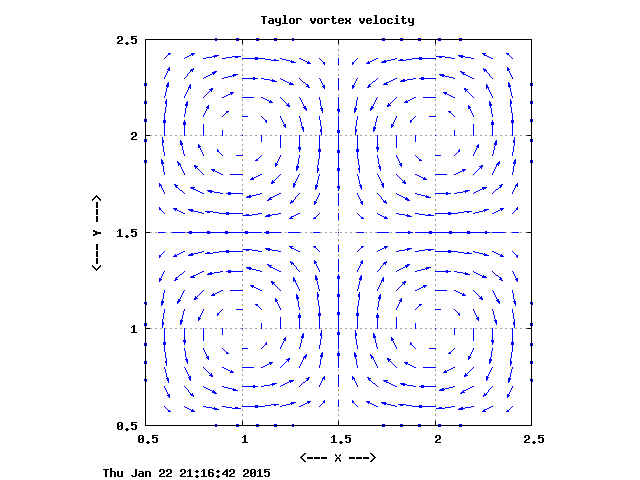 Taylor vortex velocity
2.5
2
<--- Y --->
1.5
1
0.5
0.5 1 1.5 2 2.5
<--- X --->
Thu Jan 22 21:16:42 2015